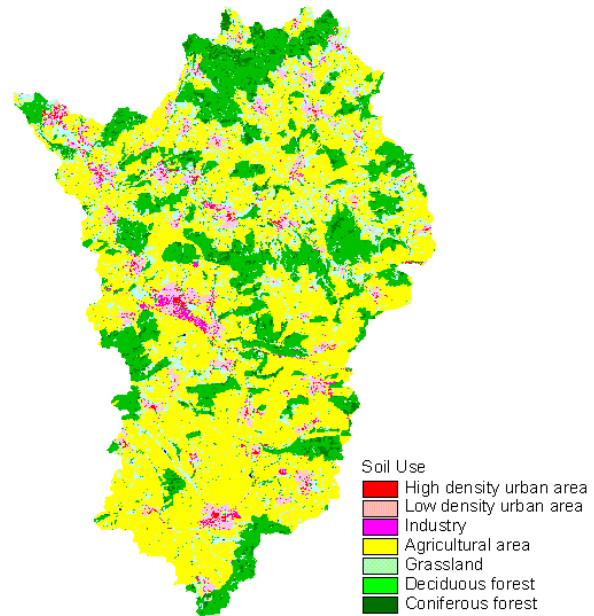 Soil Use
High density urban area
Low density urban area
Industry
Agricultural area
Grassland
Deciduous forest
Coniferous forest